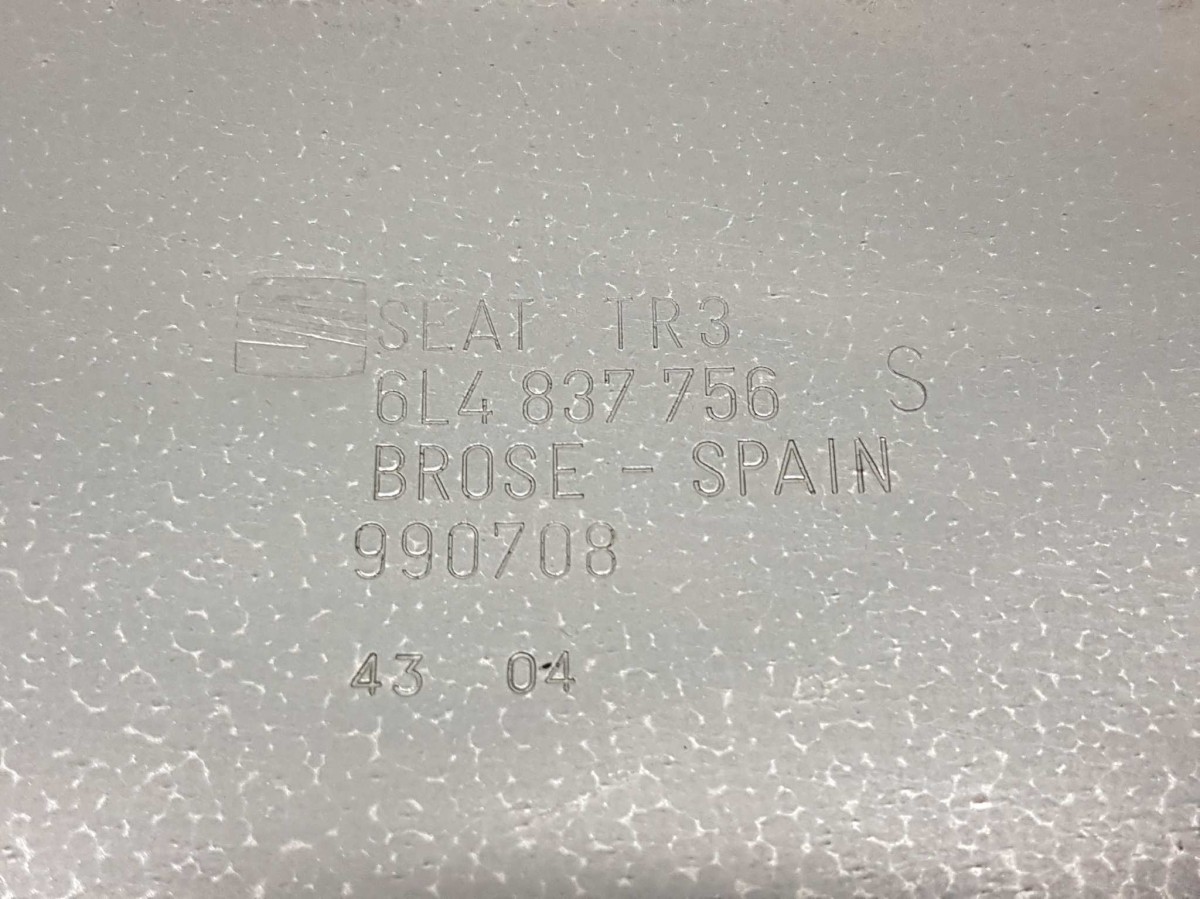 SEAT TR3
6L4 837 756
S
BROSE - SPAIN
990708
43 04